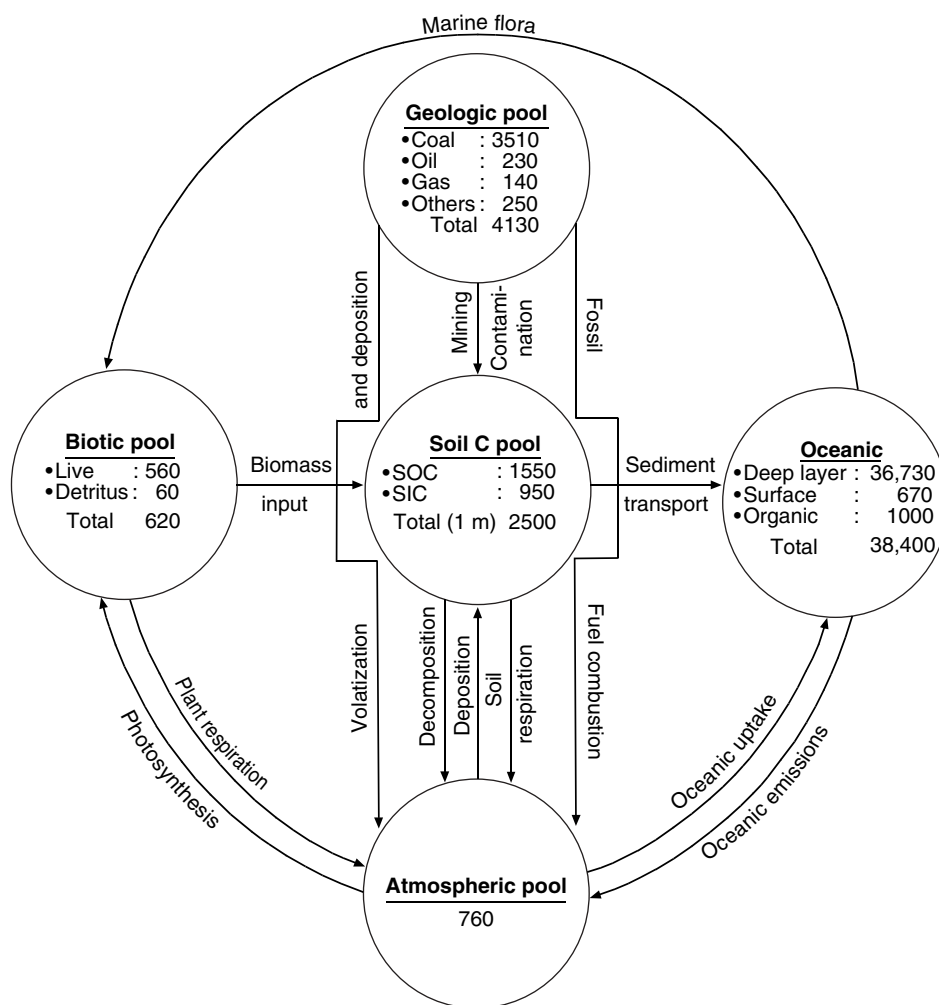 Marine flora
Geologic pool
•Coal : 3510
•Oil : 230
•Gas : 140
•Others : 250
Total 4130
and deposition
Mining
Contami-
nation
Fossil
Biotic pool
•Live : 560
•Detritus : 60
Total 620
Biomass
input
Soil C pool
•SOC : 1550
•SIC : 950
Total (1 m) 2500
Sediment
transport
Oceanic
•Deep layer : 36,730
•Surface : 670
•Organic : 1000
Total 38,400
Volatization
Decomposition
Deposition
Soil
respiration
Fuel combustion
Plant respiration
Photosynthesis
Oceanic uptake
Oceanic emissions
Atmospheric pool
760